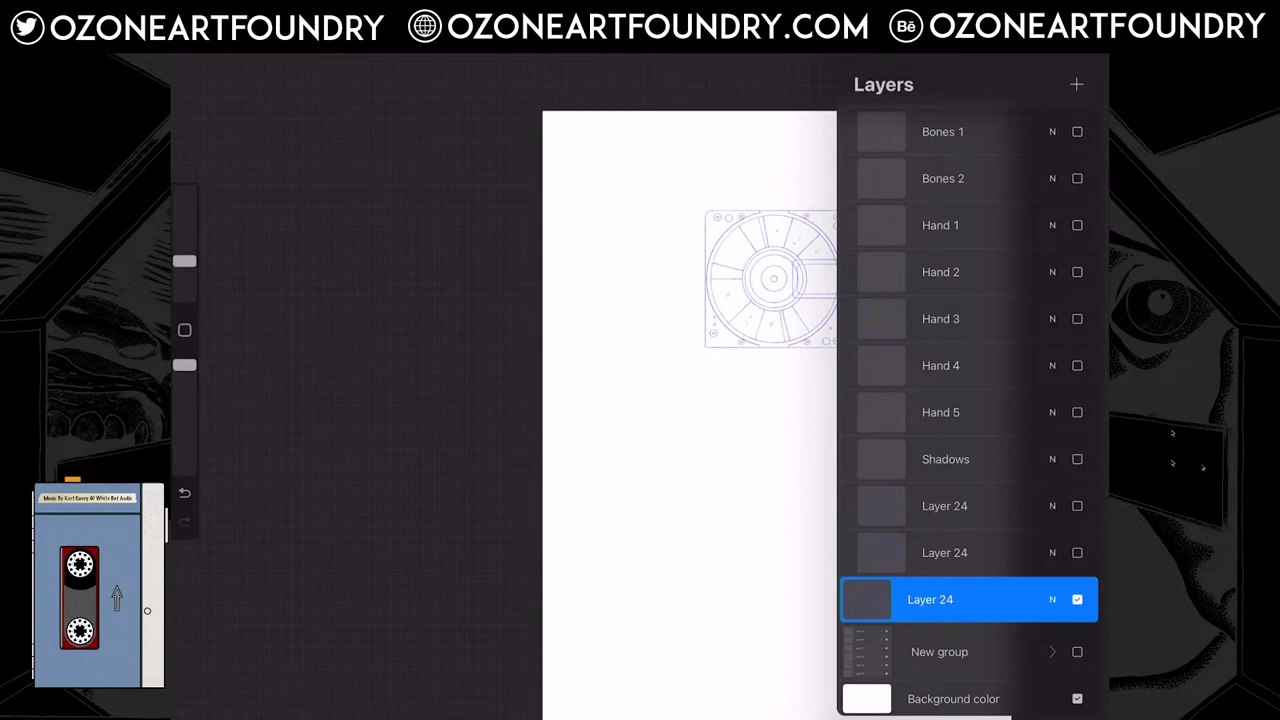 OZONEARTFOUNDRY OZONEARTFOUNDRY.COM Bē OZONEARTFOUNDRY
Layers +
Bones 1 N
Bones 2 N
Hand 1 N
Hand 2 N
Hand 3 N
Hand 4 N
Hand 5 N
Shadows N
Layer 24 N
Layer 24 N
Layer 24 N
New group
Background color
Music By Karl Casey @ White Bat Audio